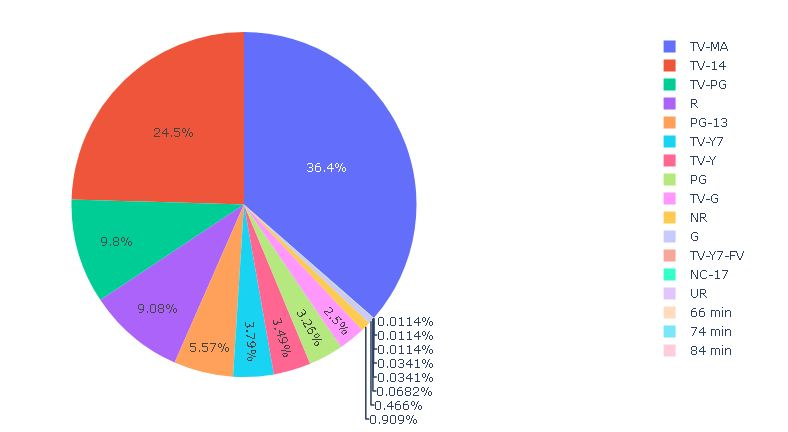 36.4%
24.5%
9.8%
9.08%
5.57%
3.79%
3.49%
3.26%
2.5%
0.0114%
0.0114%
0.0114%
0.0341%
0.0341%
0.0682%
0.466%
0.909%
TV-MA
TV-14
TV-PG
R
PG-13
TV-Y7
TV-Y
PG
TV-G
NR
G
TV-Y7-FV
NC-17
UR
66 min
74 min
84 min